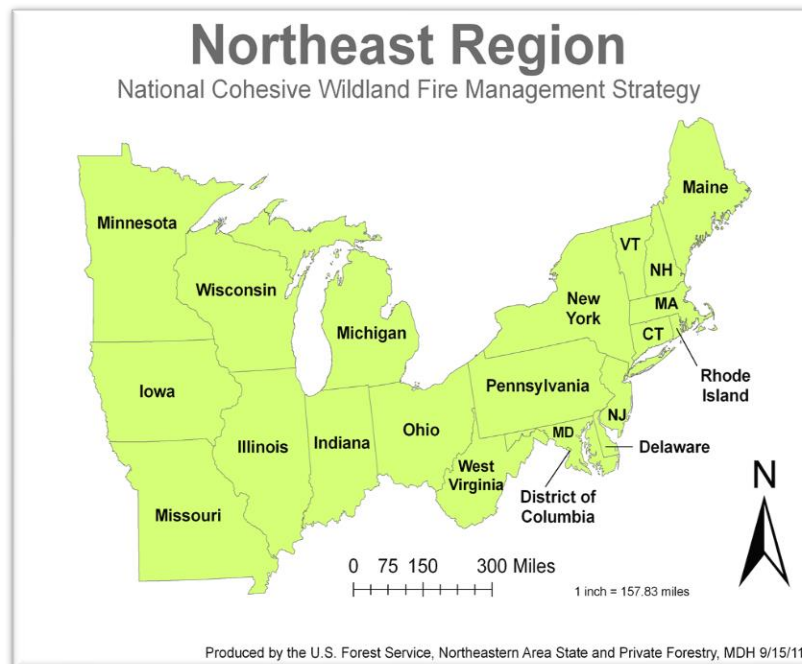 Northeast Region
National Cohesive Wildland Fire Management Strategy
Maine
Minnesota
VT
NH
Wisconsin
New
York
MA
Michigan
CT
Rhode
Island
Pennsylvania
Iowa
NJ
Ohio
MD
Delaware
Illinois
Indiana
West
Virginia
District of
Columbia
Missouri
N
0 75 150 300 Miles
1 inch = 157.83 miles
Produced by the U.S. Forest Service, Northeastern Area State and Private Forestry, MDH 9/15/11